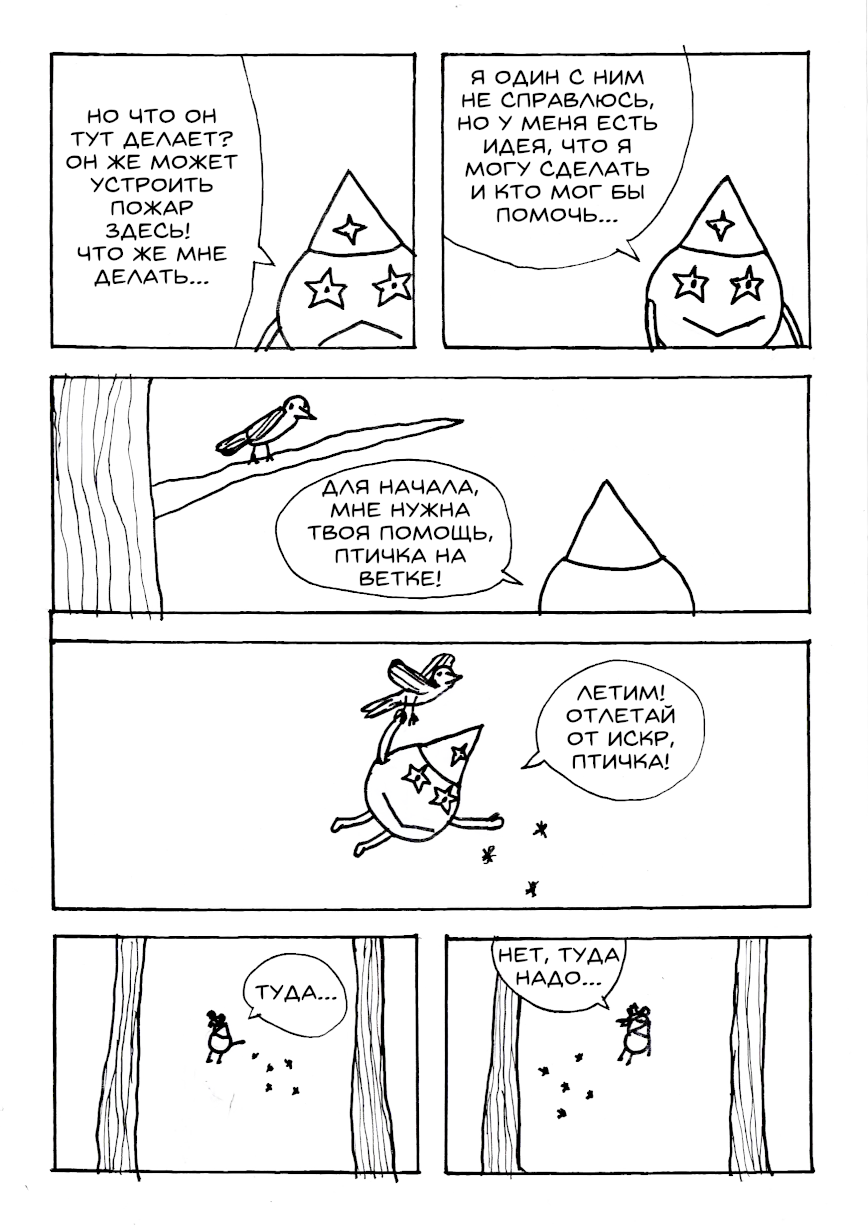 НО ЧТО ОН
ТУТ ДЕЛАЕТ?
ОН ЖЕ МОЖЕТ
УСТРОИТЬ
ПОЖАР
ЗДЕСЬ!
ЧТО ЖЕ МНЕ
ДЕЛАТЬ...
Я ОДИН С НИМ
НЕ СПРАВЛЮСЬ,
НО У МЕНЯ ЕСТЬ
ИДЕЯ, ЧТО Я
МОГУ СДЕЛАТЬ
И КТО МОГ БЫ
ПОМОЧЬ...
ДЛЯ НАЧАЛА,
МНЕ НУЖНА
ТВОЯ ПОМОЩЬ,
ПТИЧКА НА
ВЕТКЕ!
ЛЕТИМ!
ОТЛЕТАЙ
ОТ ИСКР,
ПТИЧКА!
ТУДА...
НЕТ, ТУДА
НАДО...